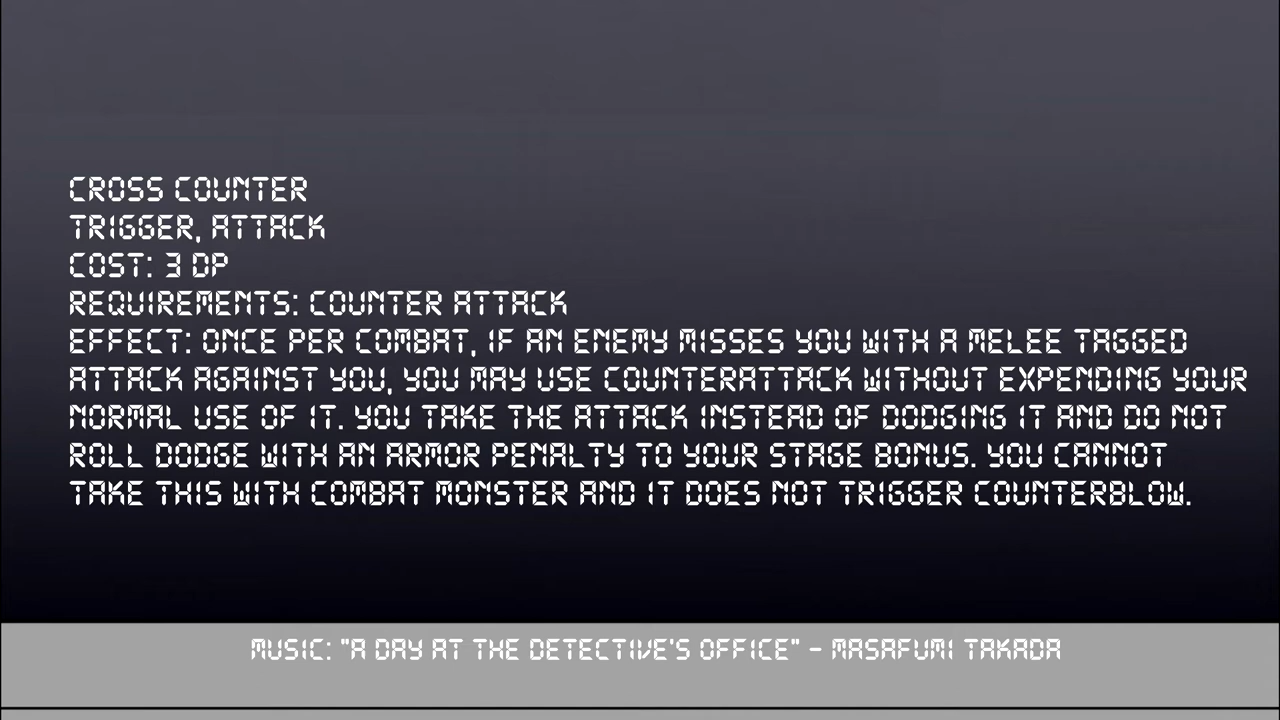 CROSS COUNTER
TRIGGER, ATTACK
COST: 3 DP
REQUIREMENTS: COUNTER ATTACK
EFFECT: ONCE PER COMBAT, IF AN ENEMY MISSES YOU WITH A MELEE TAGGED
ATTACK AGAINST YOU, YOU MAY USE COUNTERATTACK WITHOUT EXPENDING YOUR
NORMAL USE OF IT. YOU TAKE THE ATTACK INSTEAD OF DODGING IT AND DO NOT
ROLL DODGE WITH AN ARMOR PENALTY TO YOUR STAGE BONUS. YOU CANNOT
TAKE THIS WITH COMBAT MONSTER AND IT DOES NOT TRIGGER COUNTERBLOW.
MUSIC: "A DAY AT THE DETECTIVE'S OFFICE" - MASAFUMI TAKADA